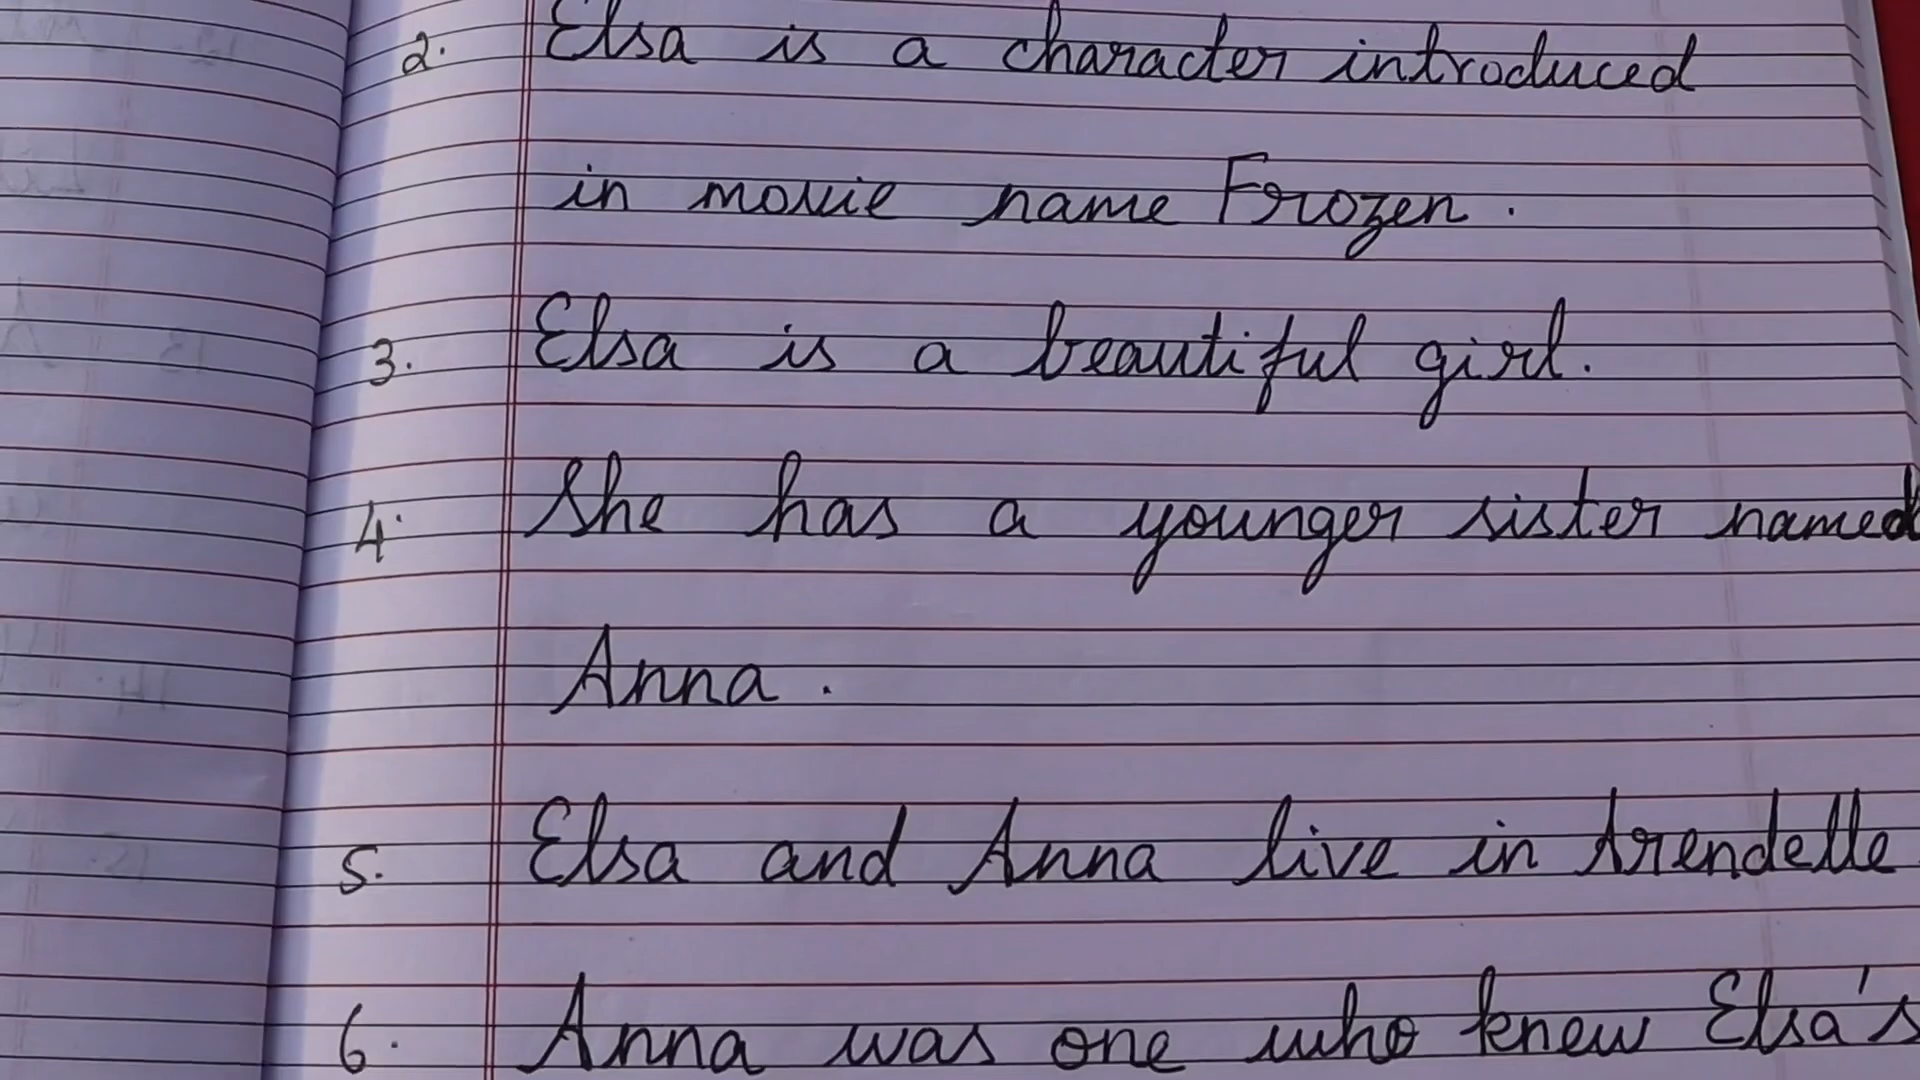 2. Elsa is a character introduced
in movie name Frozen.
3. Elsa is a beautiful girl.
4. She has a younger sister named
Anna.
5. Elsa and Anna live in Arendelle
6. Anna was one who knew Elsa's